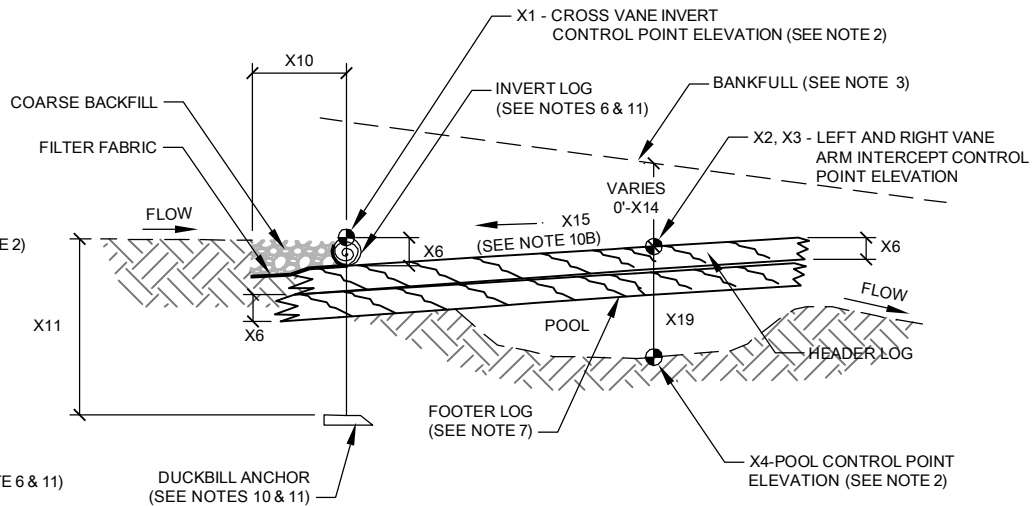 X1 - CROSS VANE INVERT
CONTROL POINT ELEVATION (SEE NOTE 2)
X10
BANKFULL (SEE NOTE 3)
INVERT LOG
(SEE NOTES 6 & 11)
COARSE BACKFILL
FILTER FABRIC
X2, X3 - LEFT AND RIGHT VANE
ARM INTERCEPT CONTROL
POINT ELEVATION
VARIES
0'-X14
FLOW
X15
(SEE NOTE 10B)
E 2)
X6
X6
FLOW
X11
X6
POOL
X19
HEADER LOG
FOOTER LOG
(SEE NOTE 7)
X4-POOL CONTROL POINT
ELEVATION (SEE NOTE 2)
TE 6 & 11)
DUCKBILL ANCHOR
(SEE NOTES 10 & 11)